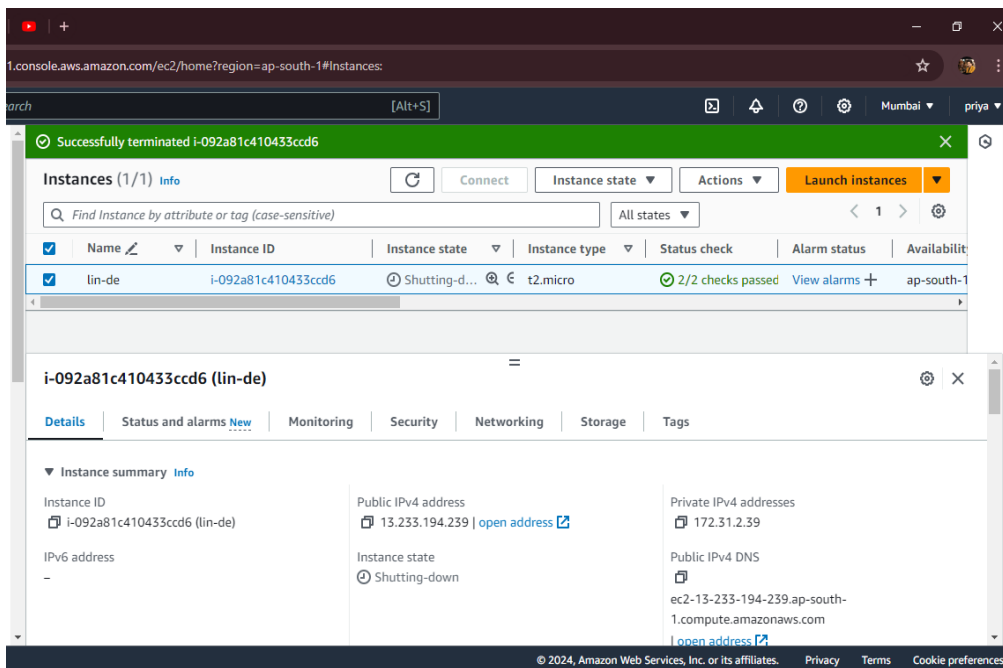 1.console.aws.amazon.com/ec2/home?region=ap-south-1#Instances:
earch [Alt+S] Mumbai ▼ priya ▼
Successfully terminated i-092a81c410433ccd6
Instances (1/1) Info Connect Instance state ▼ Actions ▼ Launch instances ▼
Find Instance by attribute or tag (case-sensitive) All states ▼ < 1 >
Name Instance ID Instance state Instance type Status check Alarm status Availabilit
lin-de i-092a81c410433ccd6 Shutting-d... t2.micro 2/2 checks passed View alarms + ap-south-1
i-092a81c410433ccd6 (lin-de)
Details Status and alarms New Monitoring Security Networking Storage Tags
▼ Instance summary Info
Instance ID Public IPv4 address Private IPv4 addresses
i-092a81c410433ccd6 (lin-de) 13.233.194.239 | open address 172.31.2.39
IPv6 address Instance state Public IPv4 DNS
– Shutting-down
ec2-13-233-194-239.ap-south-
1.compute.amazonaws.com
| open address
© 2024, Amazon Web Services, Inc. or its affiliates. Privacy Terms Cookie preferences